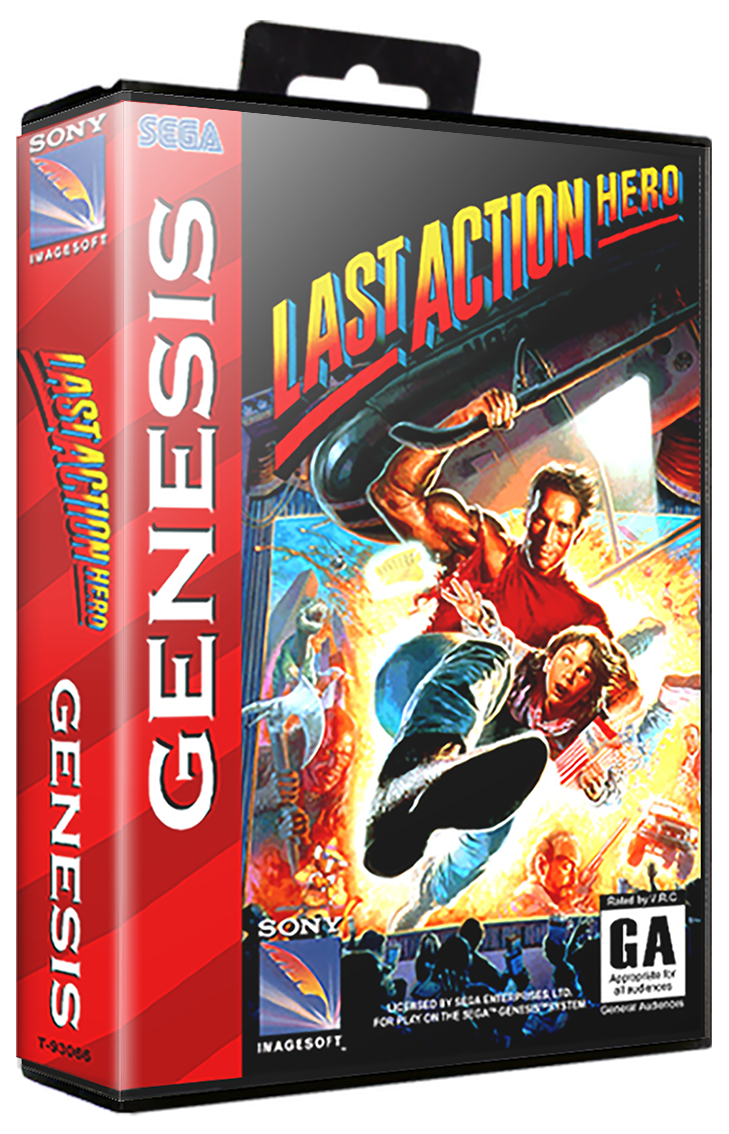 SONY
IMAGESOFT
LAST ACTION HERO
GENESIS
T-93066
SEGA
GENESIS
LAST ACTION HERO
SONY
IMAGESOFT™
LICENSED BY SEGA ENTERPRISES, LTD.
FOR PLAY ON THE SEGA™ GENESIS™ SYSTEM
Rated by V.R.C.
GA
Appropriate for
all audiences
General Audiences